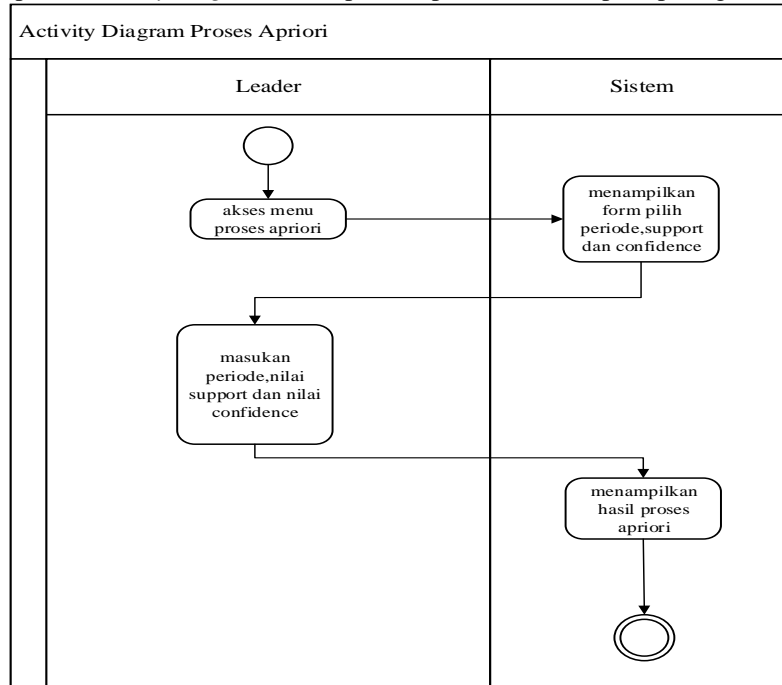 Activity Diagram Proses Apriori
Leader
Sistem
akses menu
proses apriori
menampilkan
form pilih
periode,support
dan confidence
masukan
periode,nilai
support dan nilai
confidence
menampilkan
hasil proses
apriori